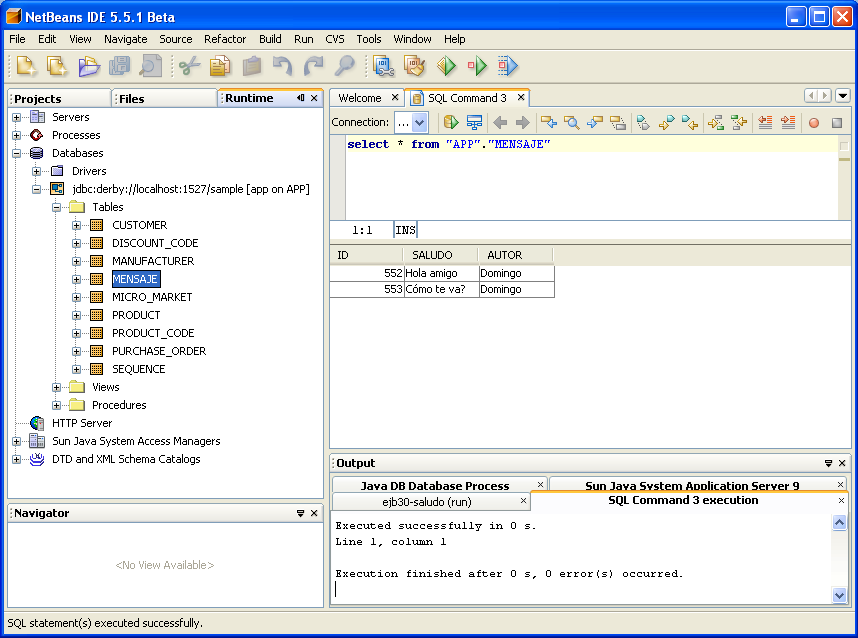 NetBeans IDE 5.5.1 Beta
File Edit View Navigate Source Refactor Build Run CVS Tools Window Help
Projects Files Runtime
Servers
Processes
Databases
Drivers
jdbc:derby://localhost:1527/sample [app on APP]
Tables
CUSTOMER
DISCOUNT_CODE
MANUFACTURER
MENSAJE
MICRO_MARKET
PRODUCT
PRODUCT_CODE
PURCHASE_ORDER
SEQUENCE
Views
Procedures
HTTP Server
Sun Java System Access Managers
DTD and XML Schema Catalogs
Navigator
<No View Available>
Welcome SQL Command 3
Connection: ...
select * from "APP"."MENSAJE"
1:1 INS
ID SALUDO AUTOR
552 Hola amigo Domingo
553 Cómo te va? Domingo
Output
Java DB Database Process Sun Java System Application Server 9
ejb30-saludo (run) SQL Command 3 execution
Executed successfully in 0 s.
Line 1, column 1
Execution finished after 0 s, 0 error(s) occurred.
SQL statement(s) executed successfully.